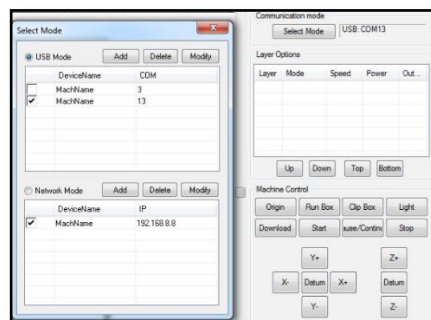 Select Mode
USB Mode Add Delete Modify
DeviceName COM
MachName 3
MachName 13
Network Mode Add Delete Modify
DeviceName IP
MachName 192.168.8.8
Communication mode
Select Mode USB: COM13
Layer Options
Layer Mode Speed Power Out...
Up Down Top Bottom
Machine Control
Origin Run Box Clip Box Light
Download Start ause/Continu Stop
Y+ Z+
X- Datum X+ Datum
Y- Z-